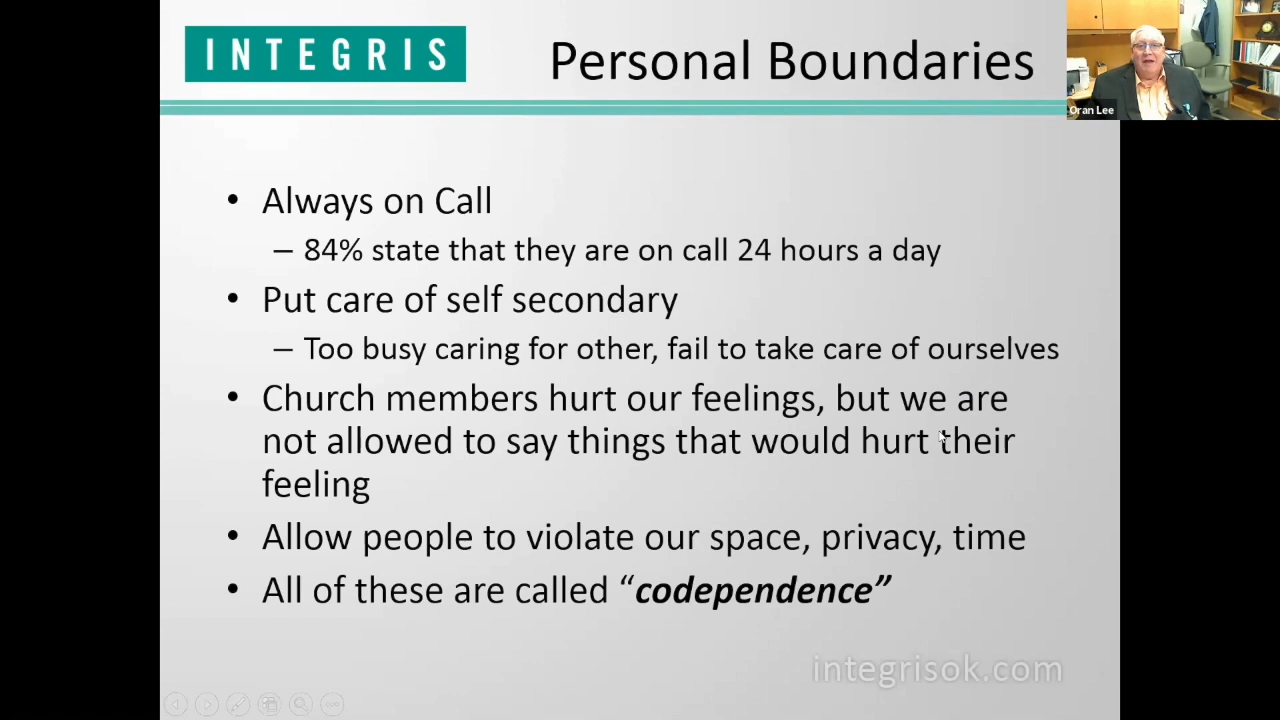 INTEGRIS
Personal Boundaries
Oran Lee
• Always on Call
– 84% state that they are on call 24 hours a day
• Put care of self secondary
– Too busy caring for other, fail to take care of ourselves
• Church members hurt our feelings, but we are
not allowed to say things that would hurt their
feeling
• Allow people to violate our space, privacy, time
• All of these are called “codependence”
integrisok.com